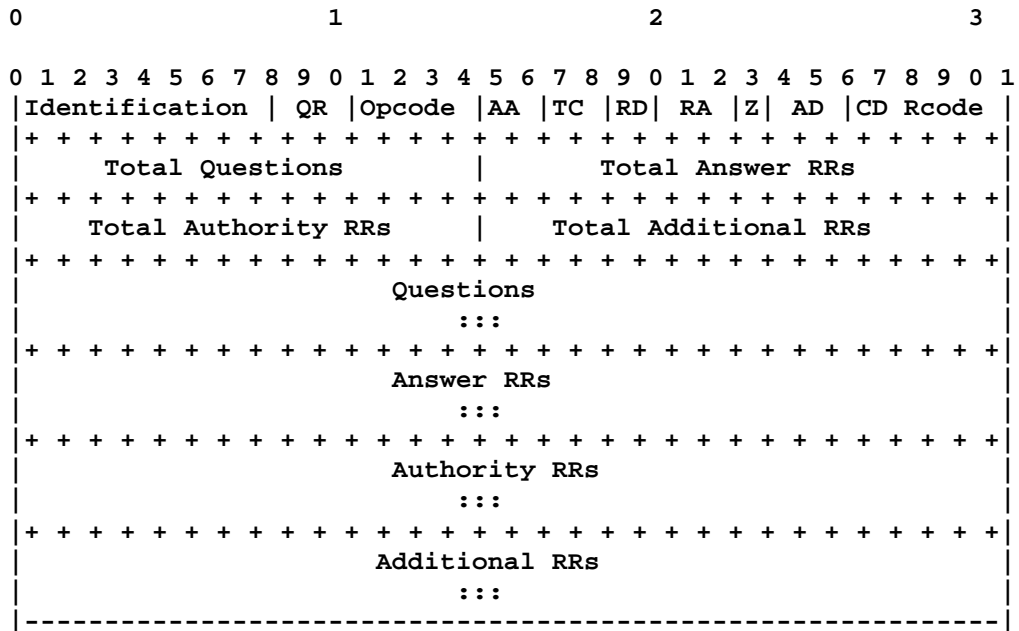 0                   1                   2                   3
0 1 2 3 4 5 6 7 8 9 0 1 2 3 4 5 6 7 8 9 0 1 2 3 4 5 6 7 8 9 0 1
|Identification | QR |Opcode |AA |TC |RD| RA |Z| AD |CD Rcode |
|+ + + + + + + + + + + + + + + + + + + + + + + + + + + + + + +|
|     Total Questions        |       Total Answer RRs         |
|+ + + + + + + + + + + + + + + + + + + + + + + + + + + + + + +|
|    Total Authority RRs     |    Total Additional RRs        |
|+ + + + + + + + + + + + + + + + + + + + + + + + + + + + + + +|
|                       Questions                             |
|                           :::                               |
|+ + + + + + + + + + + + + + + + + + + + + + + + + + + + + + +|
|                       Answer RRs                            |
|                           :::                               |
|+ + + + + + + + + + + + + + + + + + + + + + + + + + + + + + +|
|                       Authority RRs                         |
|                           :::                               |
|+ + + + + + + + + + + + + + + + + + + + + + + + + + + + + + +|
|                      Additional RRs                         |
|                           :::                               |
|-------------------------------------------------------------|